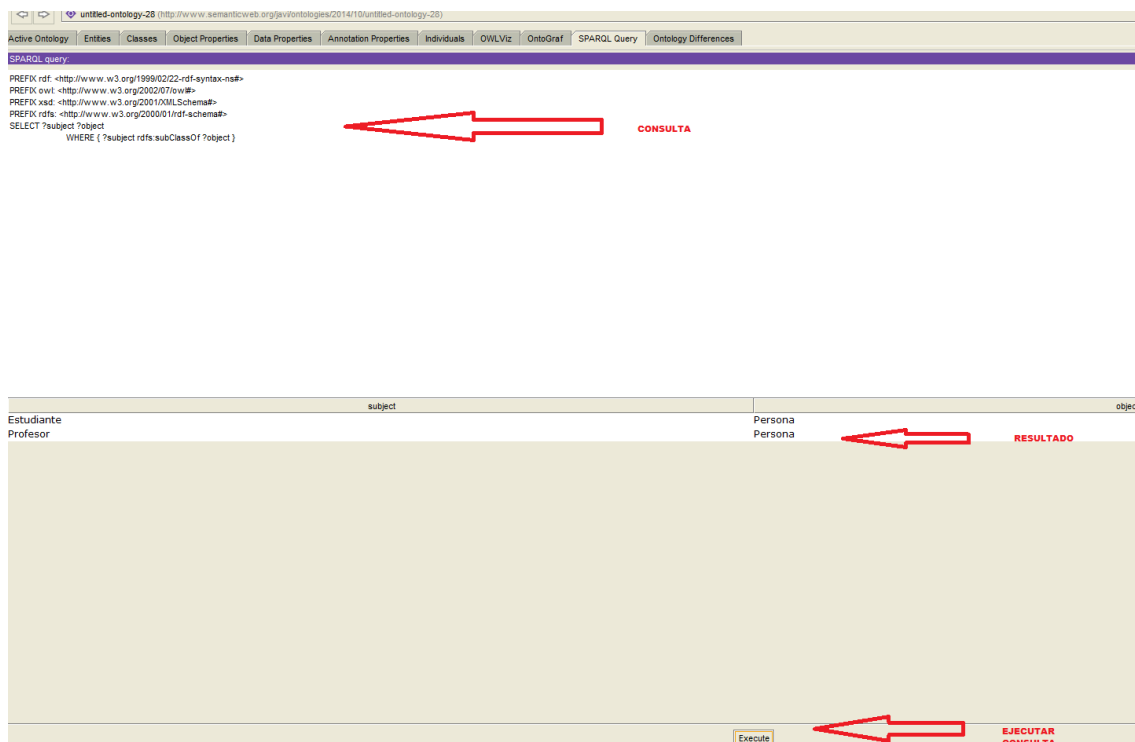 untitled-ontology-28 (http://www.semanticweb.org/javi/ontologies/2014/10/untitled-ontology-28)
Active Ontology Entities Classes Object Properties Data Properties Annotation Properties Individuals OWLViz OntoGraf SPARQL Query Ontology Differences
SPARQL query:
PREFIX rdf: <http://www.w3.org/1999/02/22-rdf-syntax-ns#>
PREFIX owl: <http://www.w3.org/2002/07/owl#>
PREFIX xsd: <http://www.w3.org/2001/XMLSchema#>
PREFIX rdfs: <http://www.w3.org/2000/01/rdf-schema#>
SELECT ?subject ?object
CONSULTA
WHERE { ?subject rdfs:subClassOf ?object }
subject objec
Estudiante Persona
Profesor Persona
RESULTADO
EJECUTAR
Execute CONSULTA